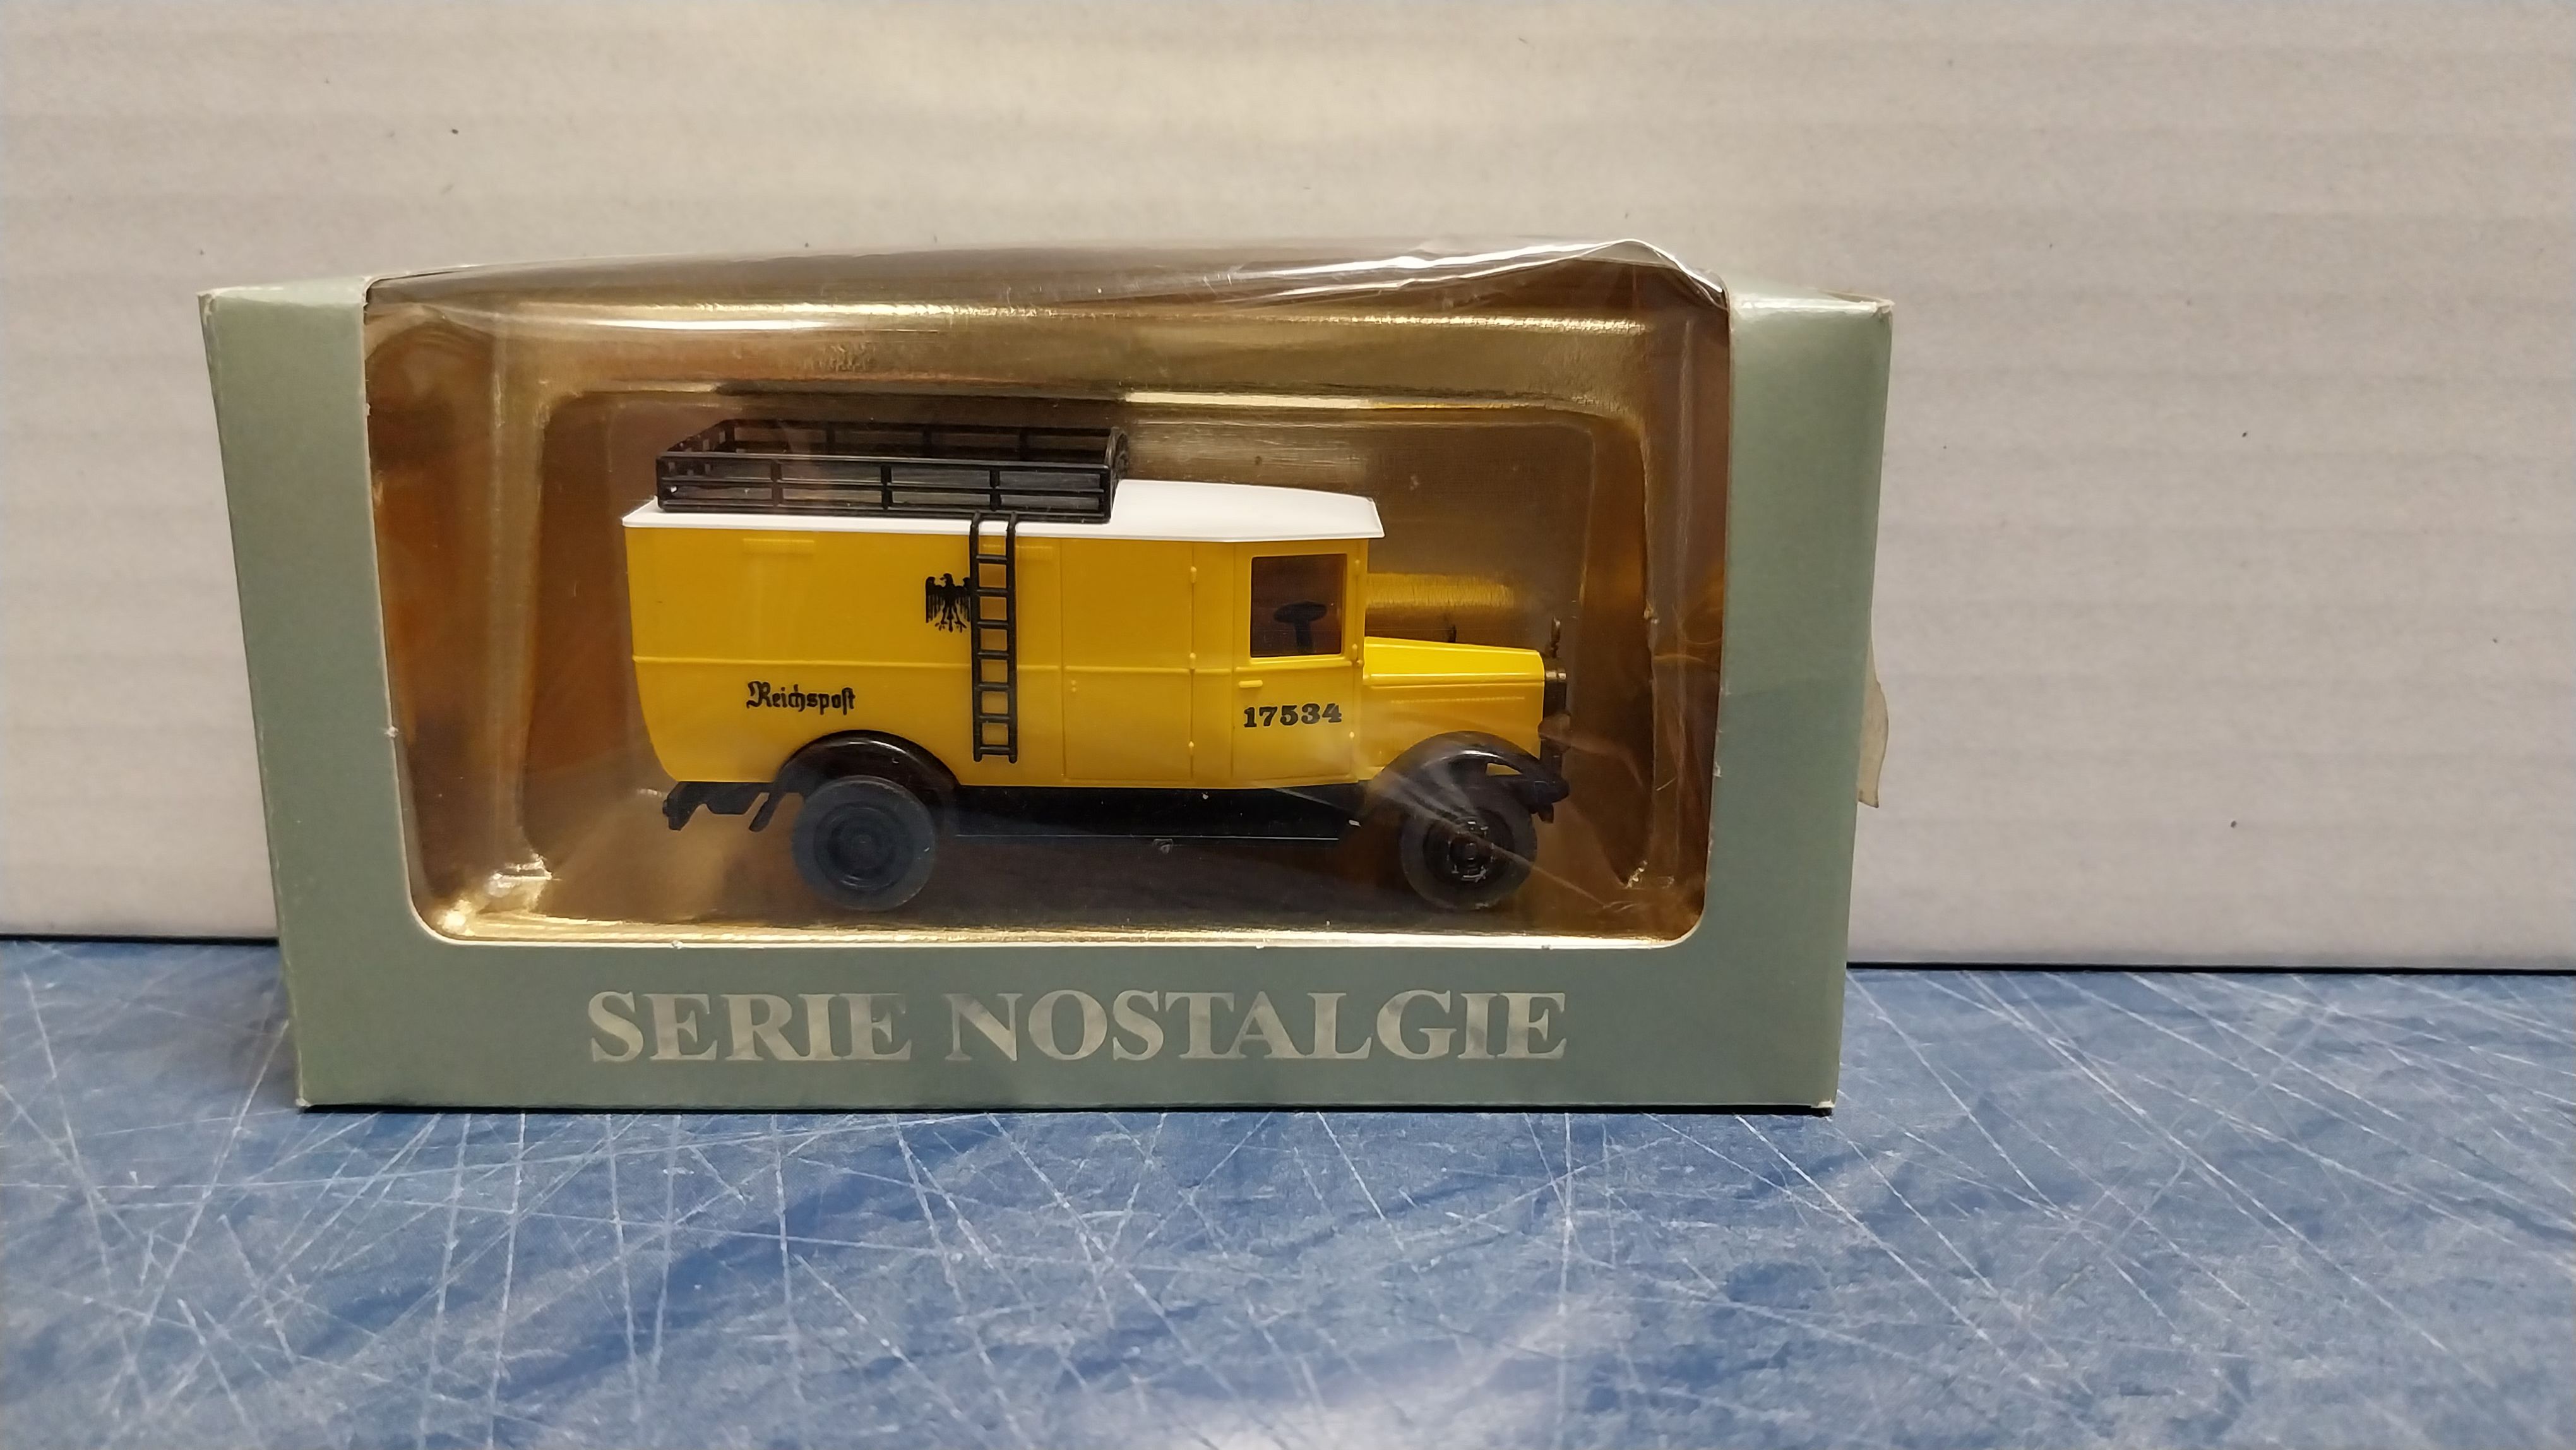 Reichspost
17534
SERIE NOSTALGIE